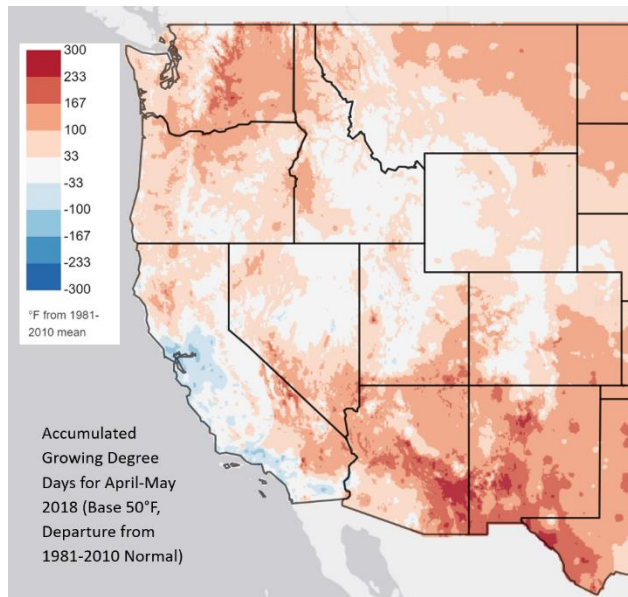 300
233
167
100
33
-33
-100
-167
-233
-300
°F from 1981-
2010 mean
Accumulated
Growing Degree
Days for April-May
2018 (Base 50°F,
Departure from
1981-2010 Normal)